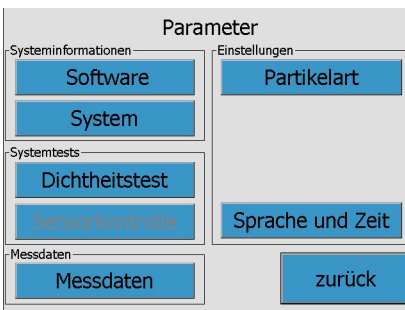 Parameter
Systeminformationen
Software
System
Systemtests
Dichtheitstest
Sensorkontrolle
Messdaten
Messdaten
Einstellungen
Partikelart
Sprache und Zeit
zurück